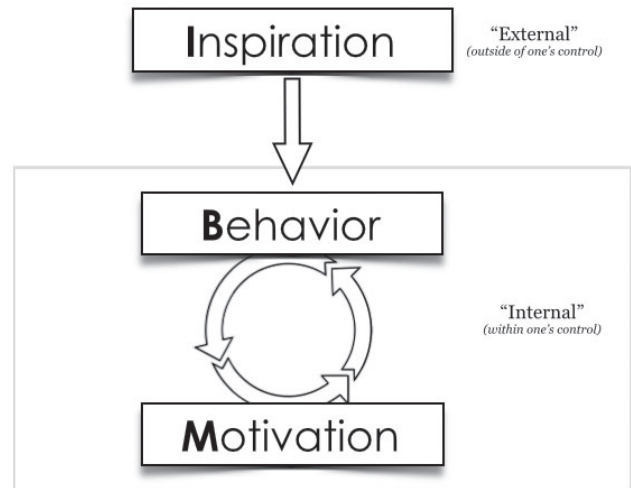 Inspiration
“External”
(outside of one's control)
Behavior
“Internal”
(within one's control)
Motivation